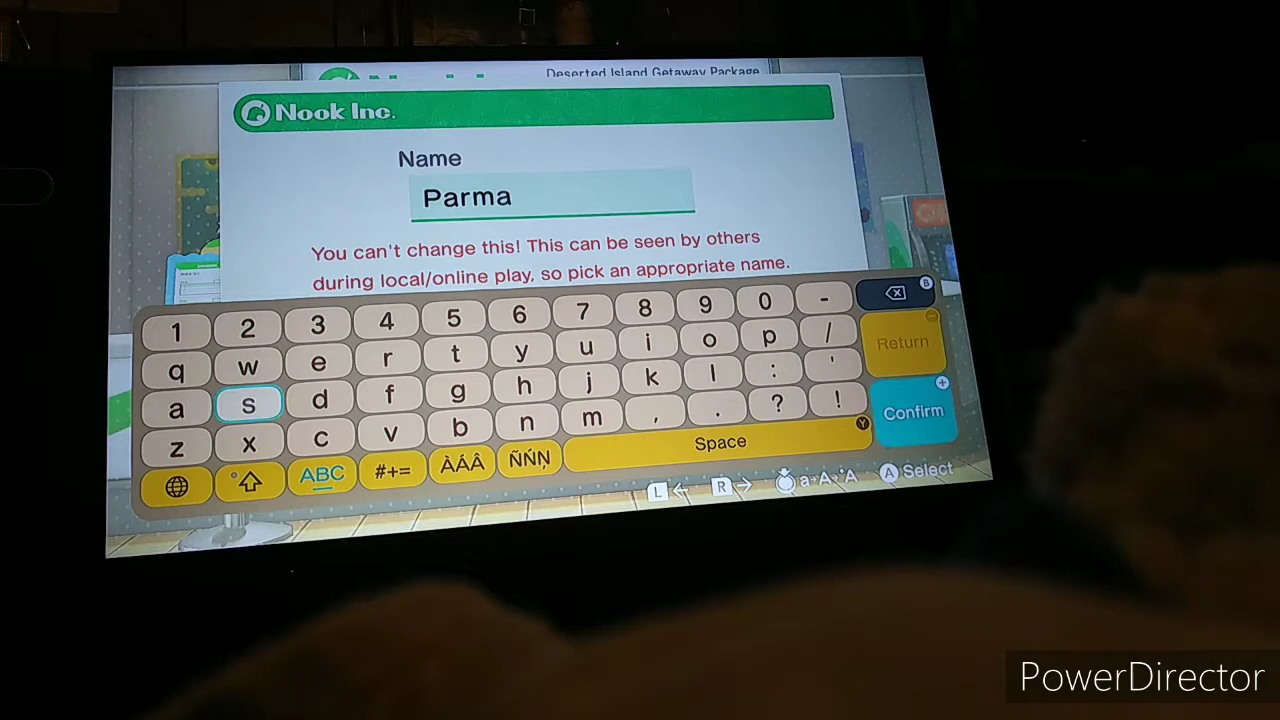 Deserted Island Getaway Package
Nook Inc.
Name
Parma
You can't change this! This can be seen by others
during local/online play, so pick an appropriate name.
1 2 3 4 5 6 7 8 9 0 -
q w e r t y u i o p / Return
a s d f g h j k l : '
z x c v b n m , . ? ! Confirm
ABC #+= ÀÁÂ ÑŃŅ Space Y
L R a→A→°A A Select
B
+
PowerDirector